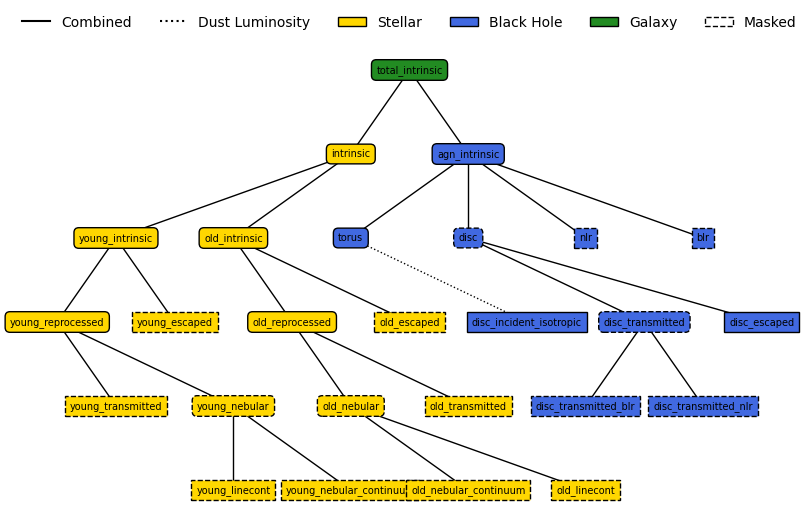 Combined Dust Luminosity Stellar Black Hole Galaxy Masked
total_intrinsic
intrinsic agn_intrinsic
young_intrinsic old_intrinsic torus disc nlr blr
young_reprocessed young_escaped old_reprocessed old_escaped disc_incident_isotropic disc_transmitted disc_escaped
young_transmitted young_nebular old_nebular old_transmitted disc_transmitted_blr disc_transmitted_nlr
young_linecont young_nebular_continuu old_nebular_continuum old_linecont